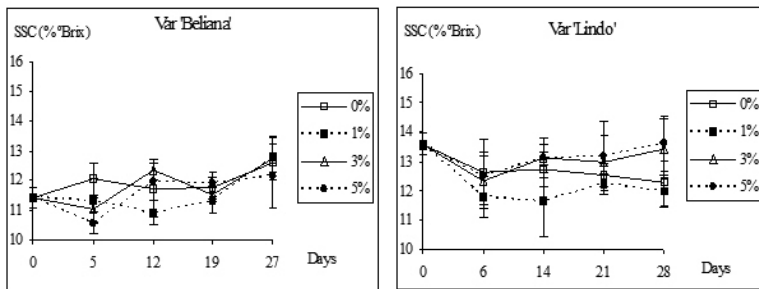 Var 'Beliana'
SSC (% ºBrix)
16
15
14
13
12
11
10
0 5 12 19 27
Days
0%
1%
3%
5%
Var 'Lindo'
SSC (% ºBrix)
16
15
14
13
12
11
10
0 6 14 21 28
Days
0%
1%
3%
5%